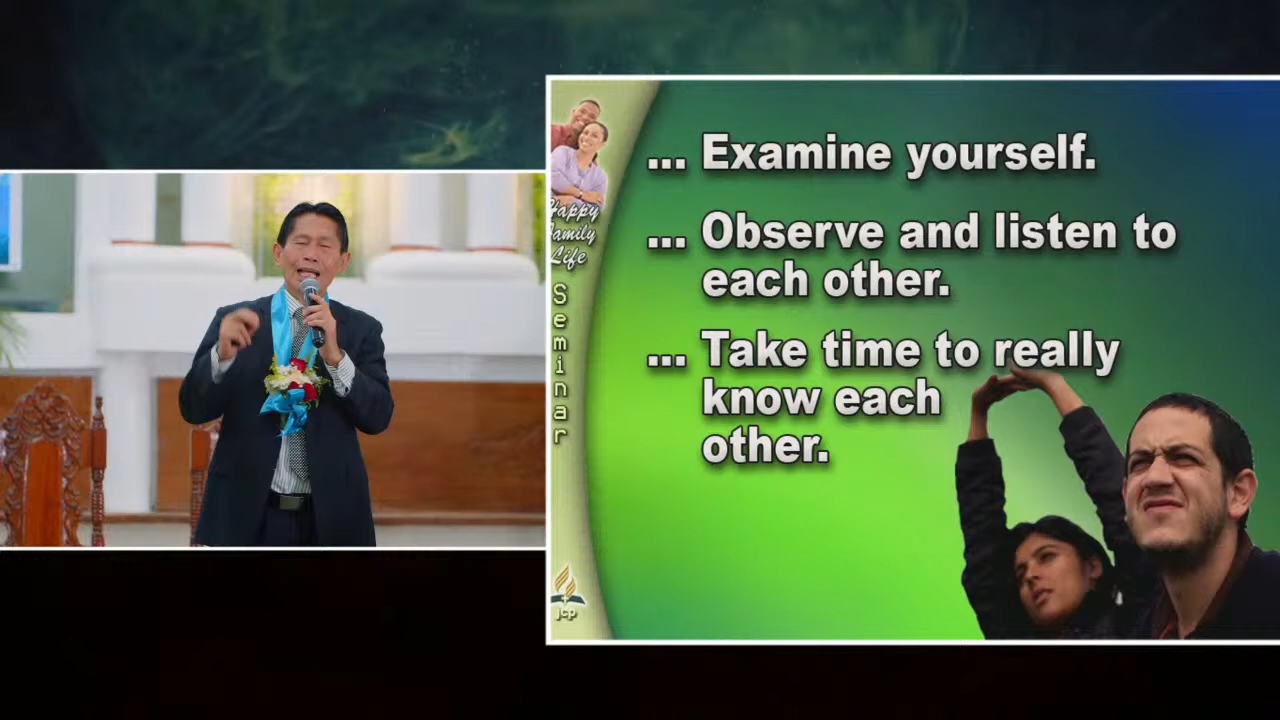 ... Examine yourself.
... Observe and listen to
each other.
... Take time to really
know each
other.
Happy
Family
Life
Seminar
jcp